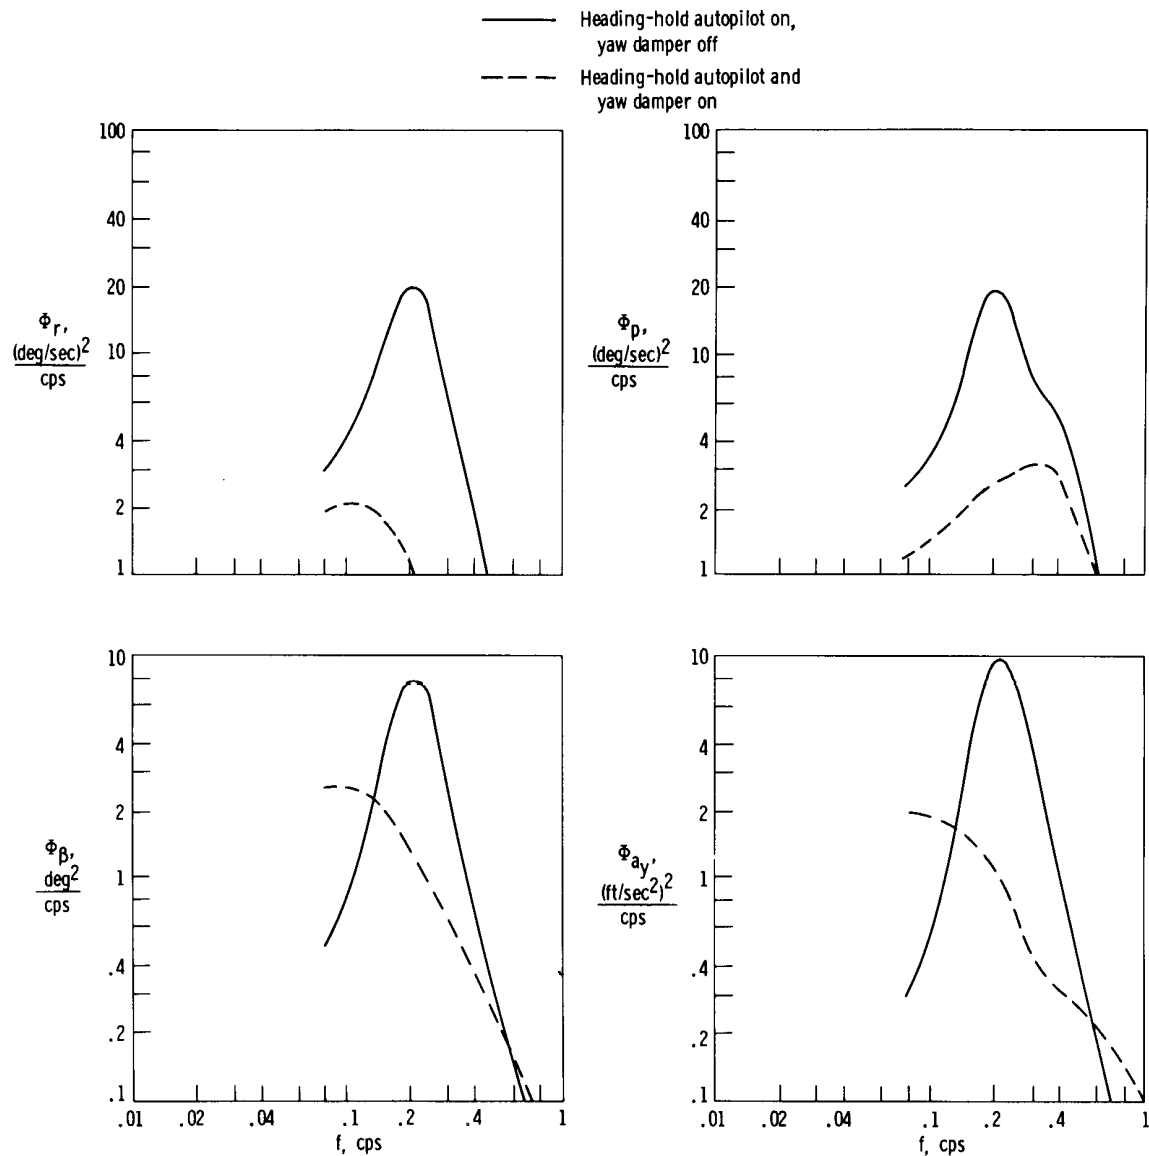 Heading-hold autopilot on,
yaw damper off
Heading-hold autopilot and
yaw damper on
100
40
20
10
4
2
1
Φr,
(deg/sec)2
cps
100
40
20
10
4
2
1
Φp,
(deg/sec)2
cps
10
4
2
1
.4
.2
.1
Φβ,
deg2
cps
.01 .02 .04 .1 .2 .4 1
f, cps
10
4
2
1
.4
.2
.1
Φay,
(ft/sec2)2
cps
.01 .02 .04 .1 .2 .4 1
f, cps